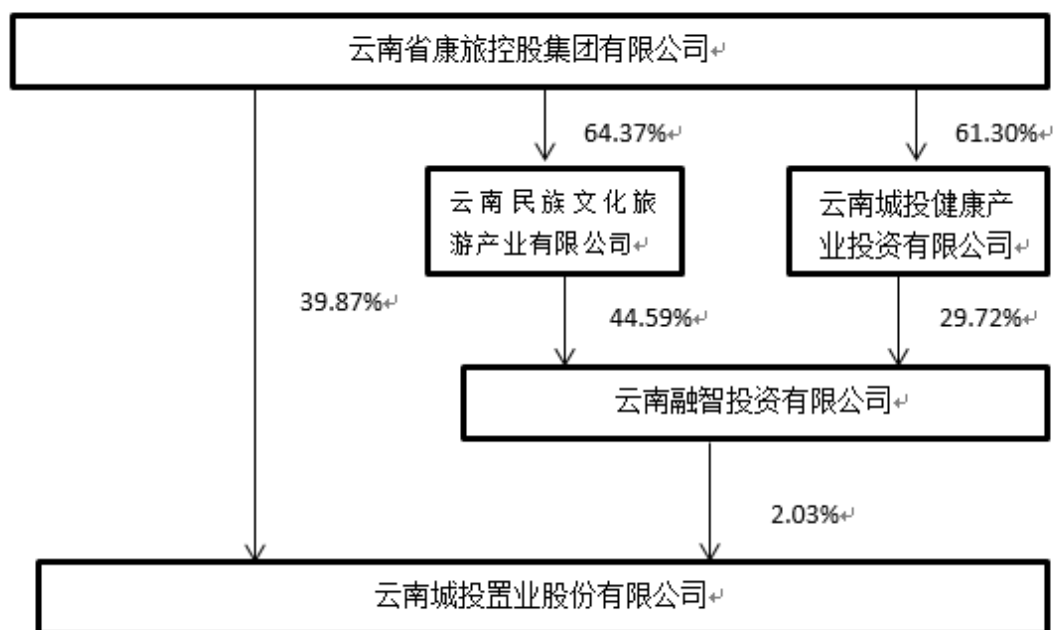 云南省康旅控股集团有限公司↵
64.37%↵
61.30%↵
云南民族文化旅
游产业有限公司↵
云南城投健康产
业投资有限公司↵
39.87%↵
44.59%↵
29.72%↵
云南融智投资有限公司↵
2.03%↵
云南城投置业股份有限公司↵